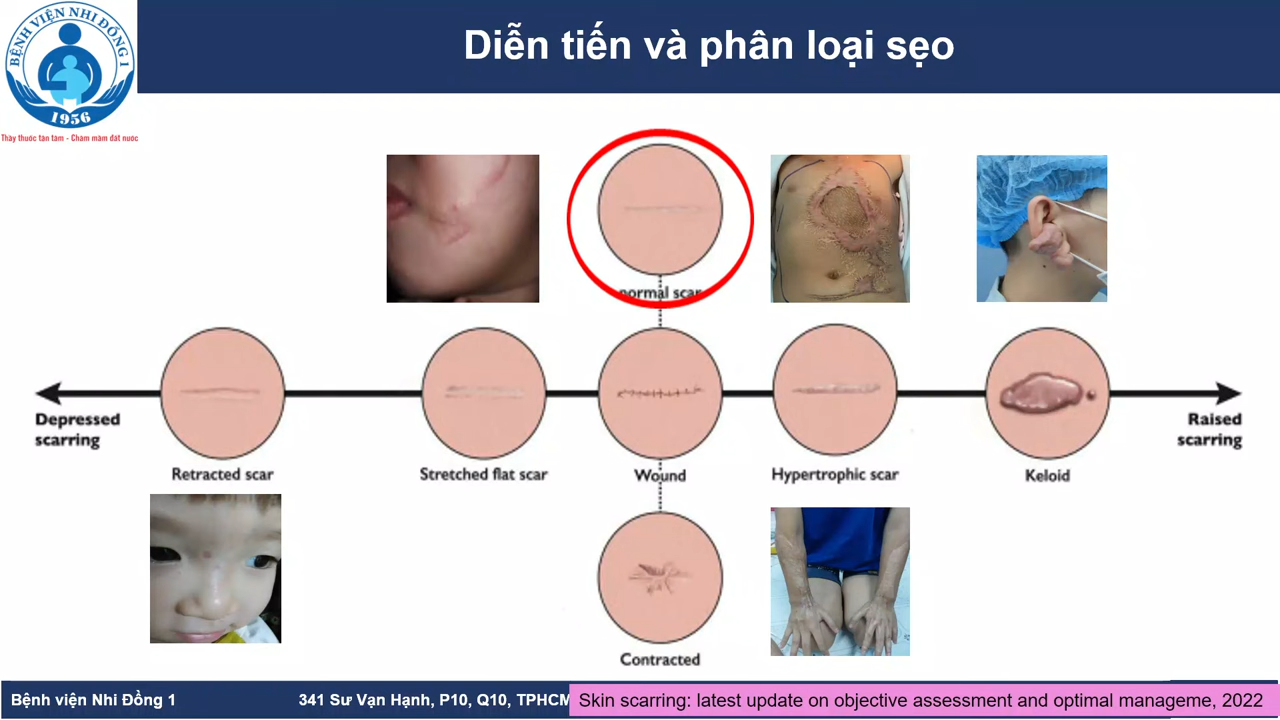 BỆNH VIỆN NHI ĐỒNG 1
1956
Thầy thuốc tận tâm - Chăm mầm đất nước
Diễn tiến và phân loại sẹo
normal scar
Depressed
scarring
Raised
scarring
Retracted scar
Stretched flat scar
Wound
Hypertrophic scar
Keloid
Contracted
Bệnh viện Nhi Đồng 1
341 Sư Vạn Hạnh, P10, Q10, TPHCM
Skin scarring: latest update on objective assessment and optimal manageme, 2022